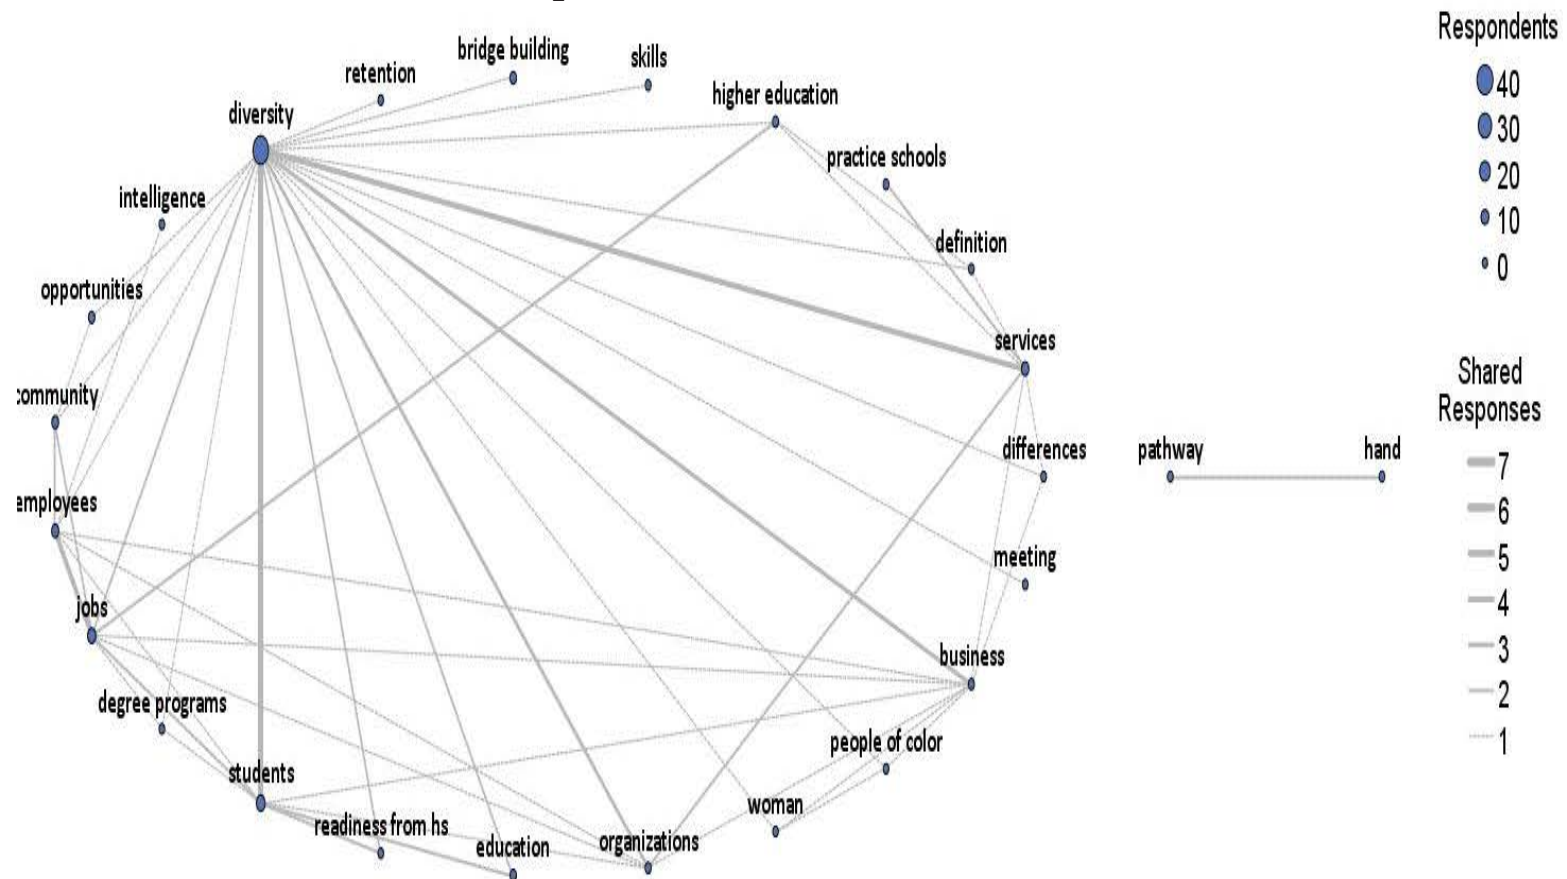 bridge building
skills
retention
higher education
diversity
practice schools
intelligence
definition
opportunities
services
community
differences
pathway
hand
employees
meeting
jobs
business
degree programs
people of color
students
woman
readiness from hs
organizations
education
Respondents
40
30
20
10
0
Shared
Responses
7
6
5
4
3
2
1